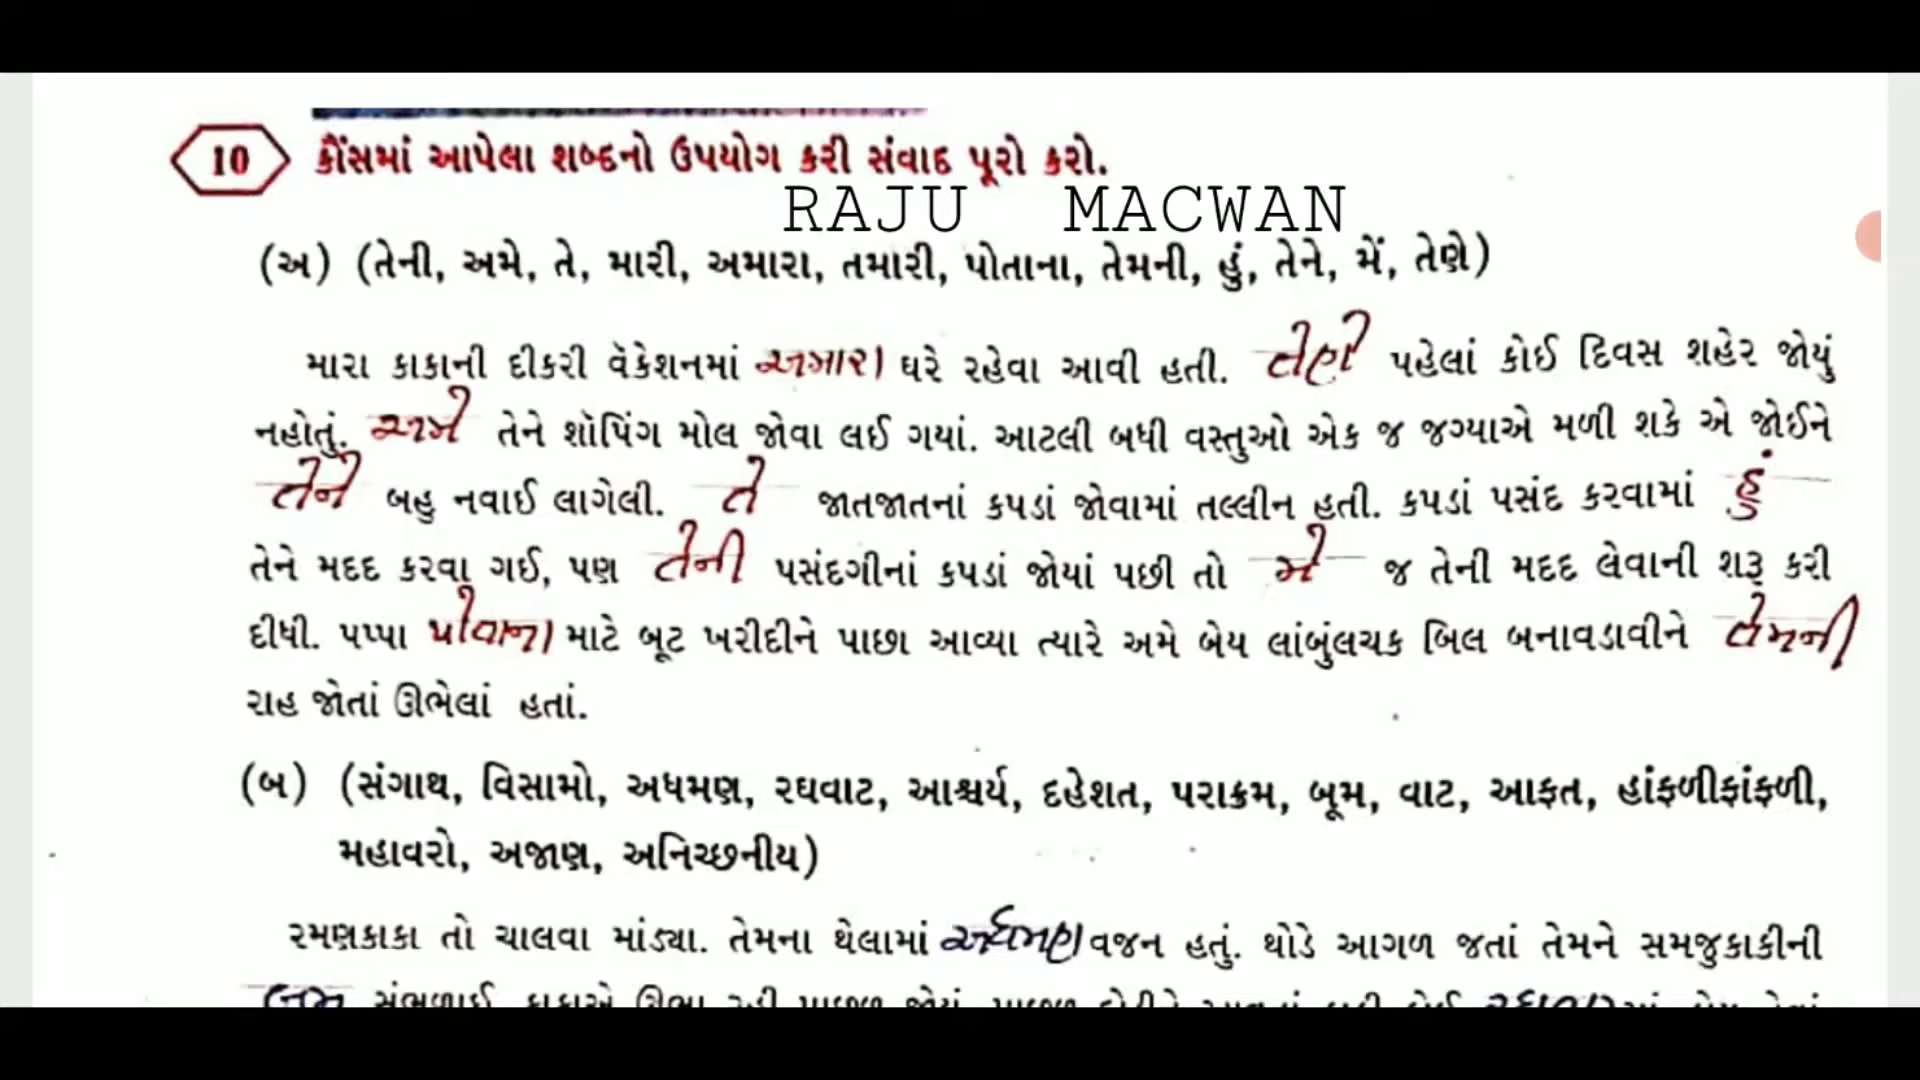 10 કૌંસમાં આપેલા શબ્દનો ઉપયોગ કરી સંવાદ પૂરો કરો.
RAJU MACWAN
(અ) (તેની, અમે, તે, મારી, અમારા, તમારી, પોતાના, તેમની, હું, તેને, મેં, તેણે)
મારા કાકાની દીકરી વૅકેશનમાં અમારા ઘરે રહેવા આવી હતી. તેણે પહેલાં કોઈ દિવસ શહેર જોયું
નહોતું. અમે તેને શૉપિંગ મોલ જોવા લઈ ગયાં. આટલી બધી વસ્તુઓ એક જ જગ્યાએ મળી શકે એ જોઈને
તેને બહુ નવાઈ લાગેલી. તે જાતજાતનાં કપડાં જોવામાં તલ્લીન હતી. કપડાં પસંદ કરવામાં હું
તેને મદદ કરવા ગઈ, પણ તેની પસંદગીનાં કપડાં જોયાં પછી તો મે જ તેની મદદ લેવાની શરૂ કરી
દીધી. પપ્પા પોતાના માટે બૂટ ખરીદીને પાછા આવ્યા ત્યારે અમે બેય લાંબુંલચક બિલ બનાવડાવીને તેમની
રાહ જોતાં ઊભેલાં હતાં.
(બ) (સંગાથ, વિસામો, અધમણ, રઘવાટ, આશ્ચર્ય, દહેશત, પરાક્રમ, બૂમ, વાટ, આફત, હાંફળીફાંફળી,
મહાવરો, અજાણ, અનિચ્છનીય)
રમણકાકા તો ચાલવા માંડ્યા. તેમના થેલામાં અધમણ વજન હતું. થોડે આગળ જતાં તેમને સમજુકાકીની
બૂમ સંભળાઈ. કાકાએ ઊભા રહી પાછળ જોયું.